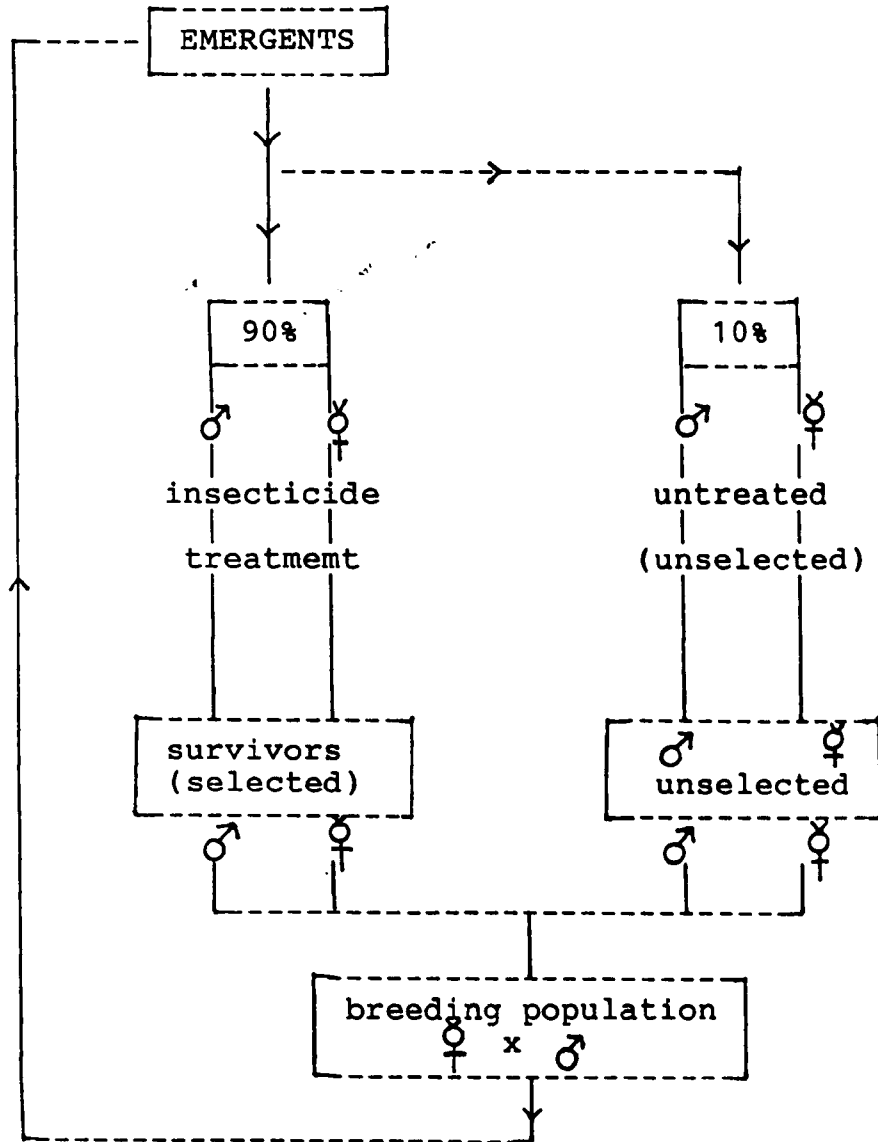 EMERGENTS
90%
10%
♂ ⚥
♂ ⚥
insecticide
treatmemt
untreated
(unselected)
survivors
(selected)
♂ ⚥
unselected
♂ ⚥
♂ ⚥
breeding population
⚥ x ♂